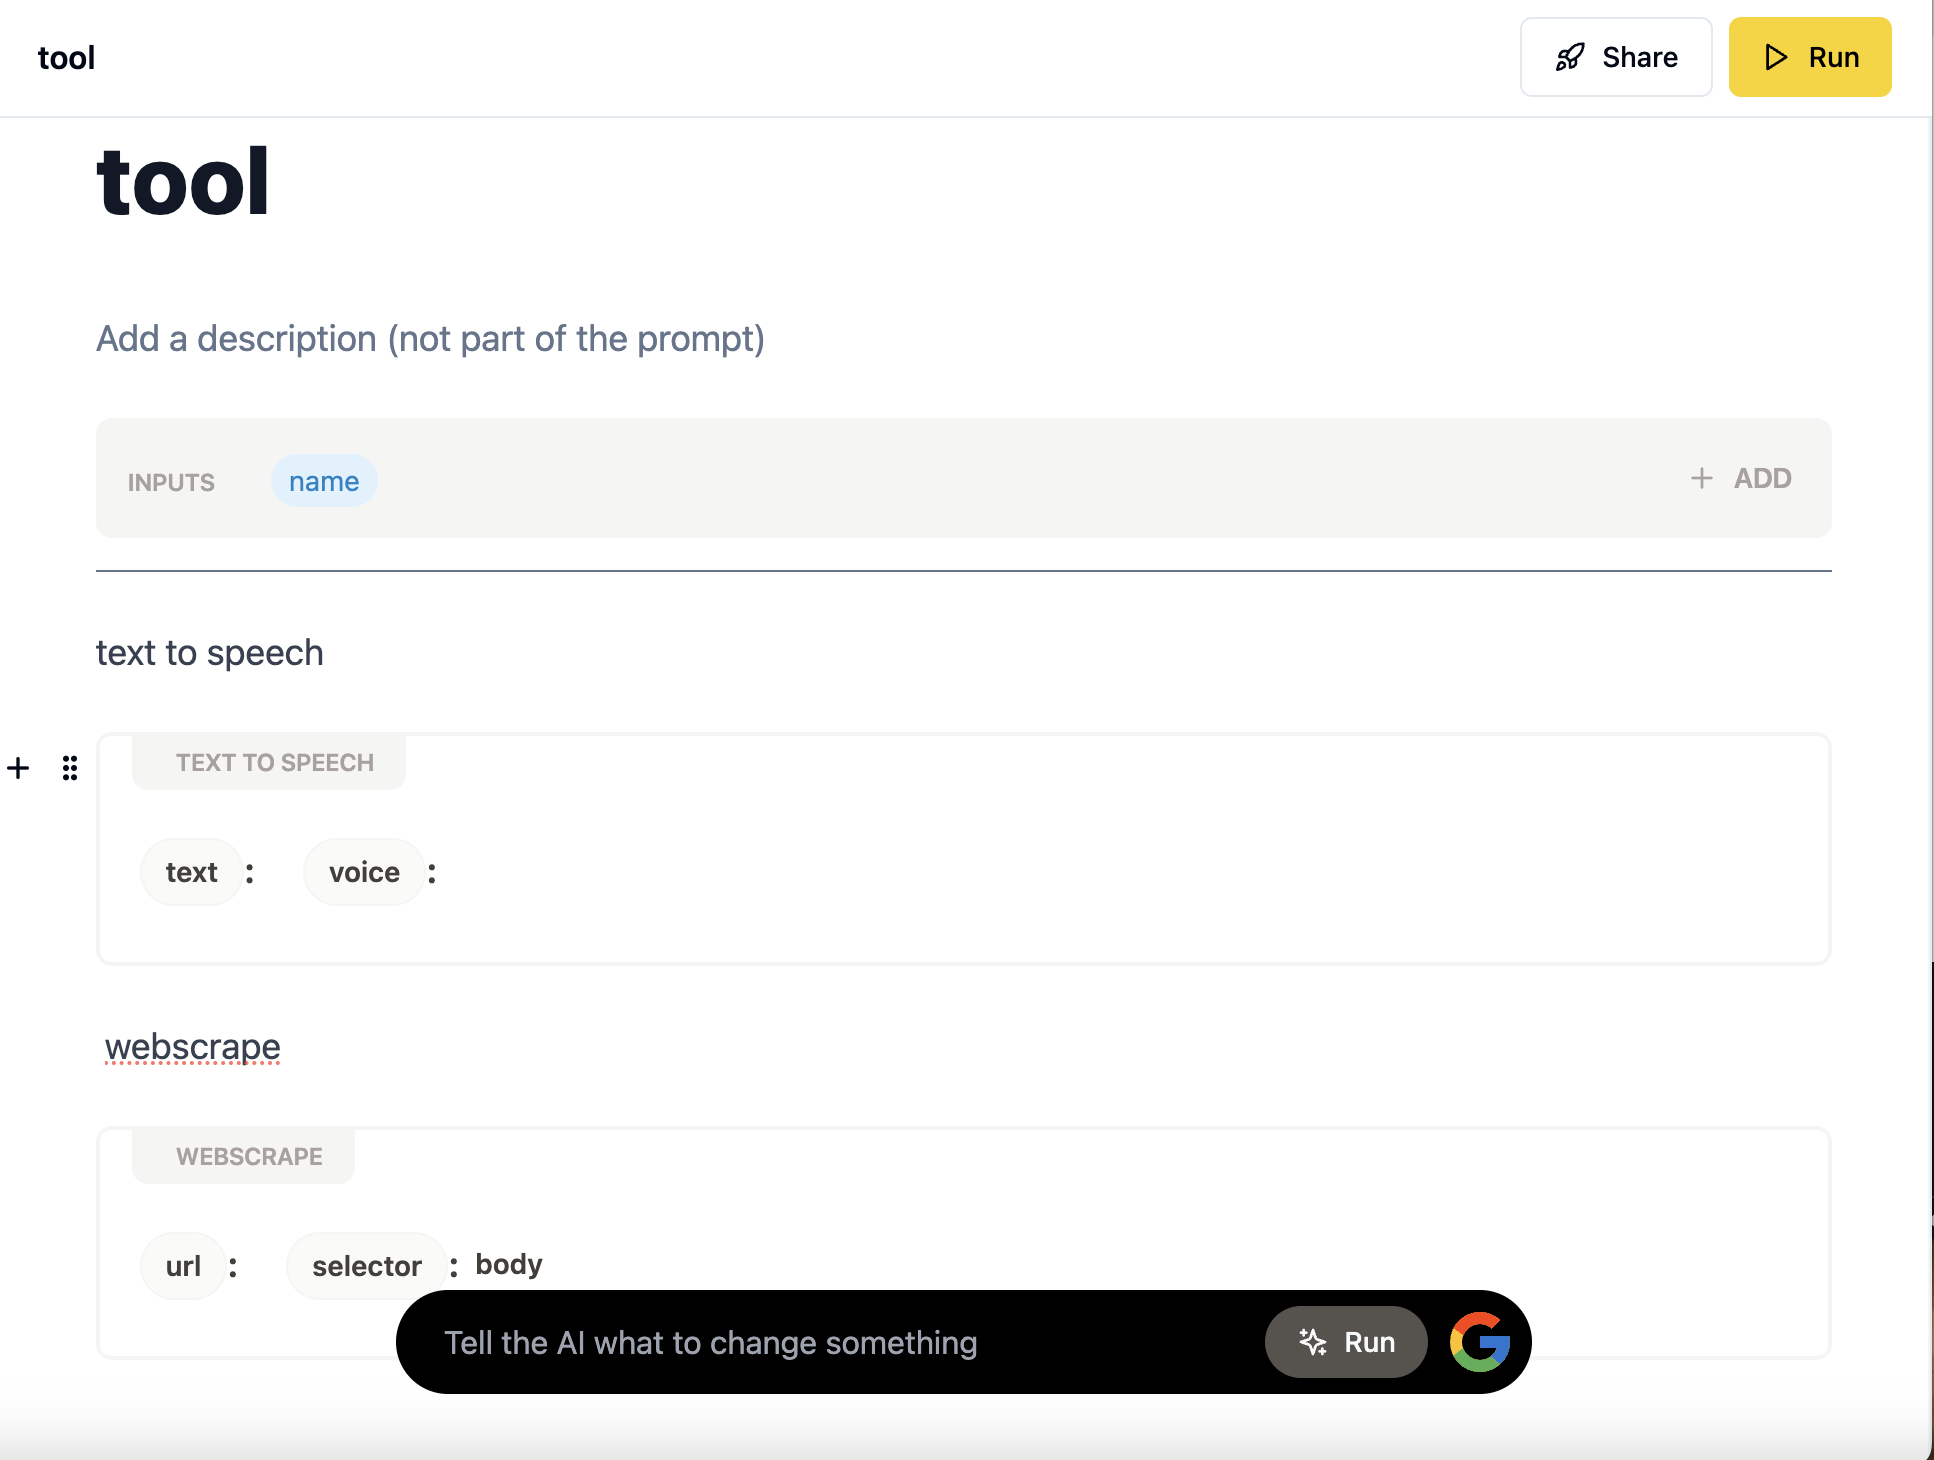 tool
Share
Run
tool
Add a description (not part of the prompt)
INPUTS name + ADD
text to speech
TEXT TO SPEECH
text : voice :
webscrape
WEBSCRAPE
url : selector : body
Tell the AI what to change something
Run